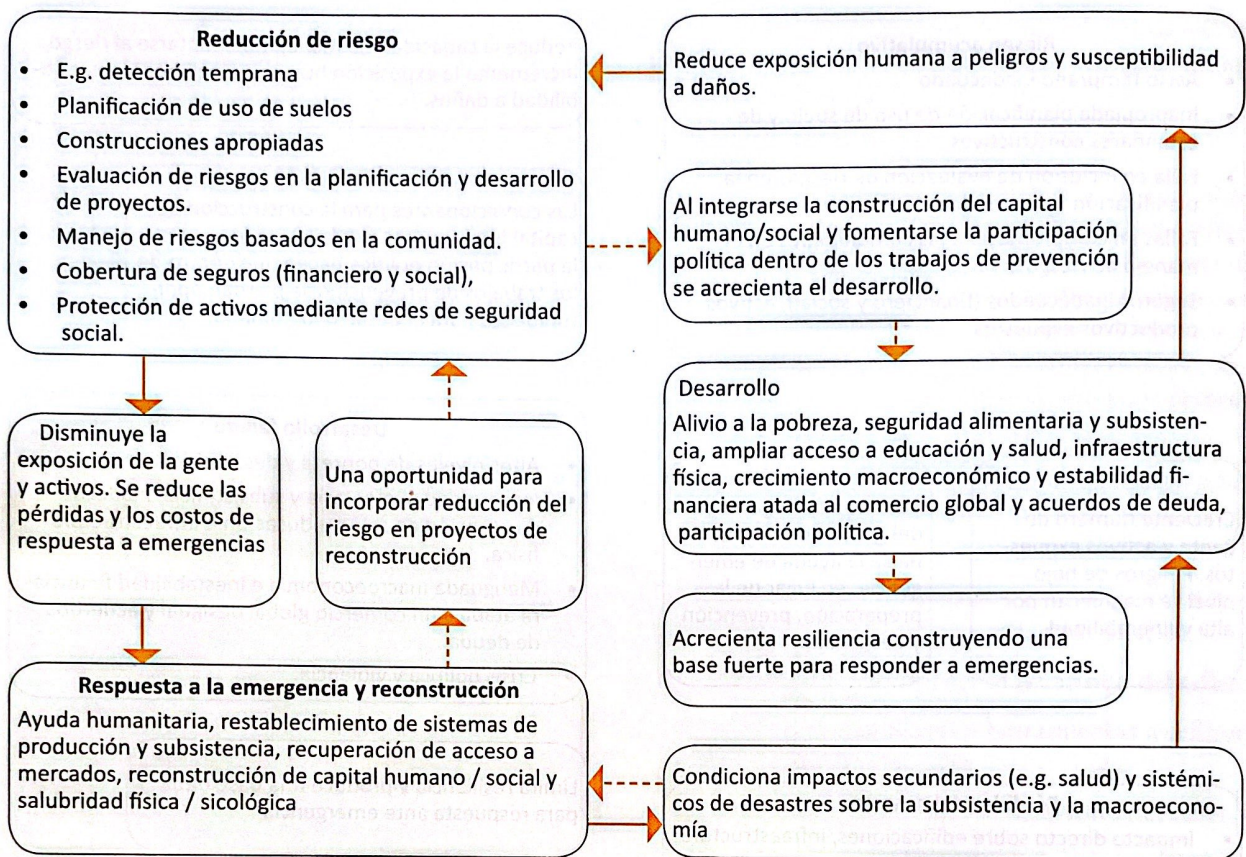 Reducción de riesgo
• E.g. detección temprana
• Planificación de uso de suelos
• Construcciones apropiadas
• Evaluación de riesgos en la planificación y desarrollo
de proyectos.
• Manejo de riesgos basados en la comunidad.
• Cobertura de seguros (financiero y social),
• Protección de activos mediante redes de seguridad
social.
Reduce exposición humana a peligros y susceptibilidad
a daños.
Al integrarse la construcción del capital
humano/social y fomentarse la participación
política dentro de los trabajos de prevención
se acrecienta el desarrollo.
Disminuye la
exposición de la gente
y activos. Se reduce las
pérdidas y los costos de
respuesta a emergencias
Una oportunidad para
incorporar reducción del
riesgo en proyectos de
reconstrucción
Desarrollo
Alivio a la pobreza, seguridad alimentaria y subsisten-
cia, ampliar acceso a educación y salud, infraestructura
física, crecimiento macroeconómico y estabilidad fi-
nanciera atada al comercio global y acuerdos de deuda,
participación política.
Acrecienta resiliencia construyendo una
base fuerte para responder a emergencias.
Respuesta a la emergencia y reconstrucción
Ayuda humanitaria, restablecimiento de sistemas de
producción y subsistencia, recuperación de acceso a
mercados, reconstrucción de capital humano / social y
salubridad física / sicológica
Condiciona impactos secundarios (e.g. salud) y sistémi-
cos de desastres sobre la subsistencia y la macroecono-
mía